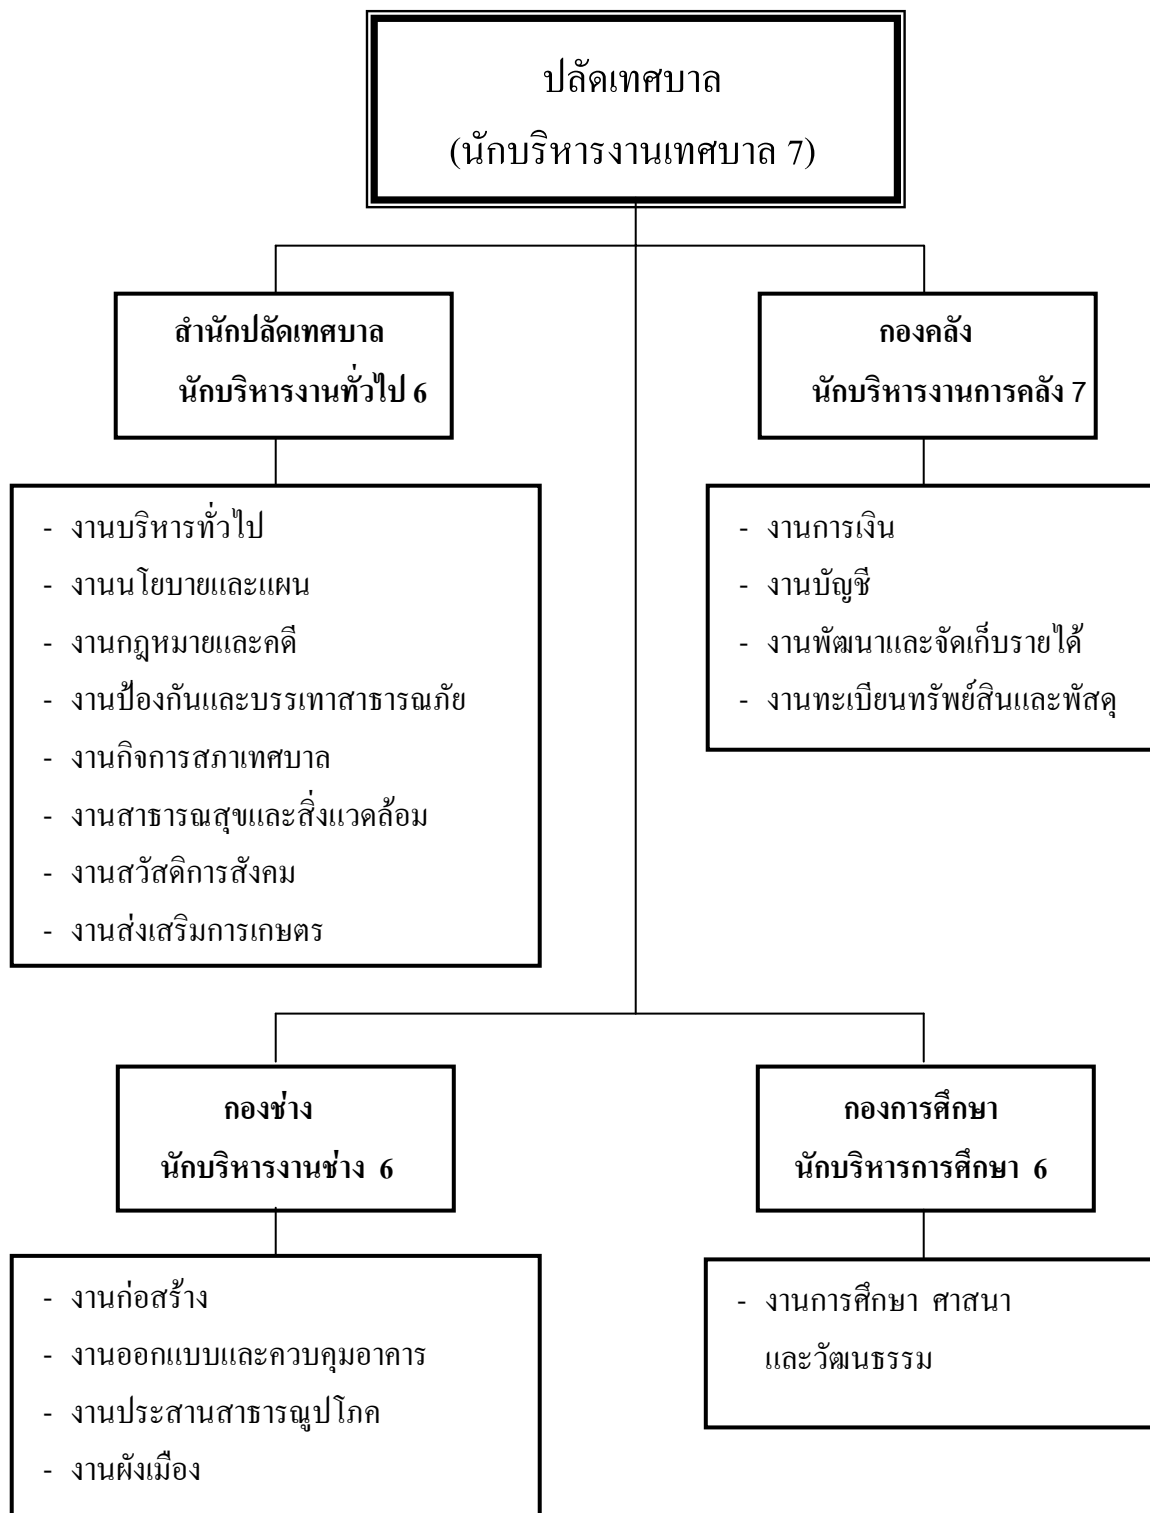 ปลัดเทศบาล
(นักบริหารงานเทศบาล 7)
สำนักปลัดเทศบาล
นักบริหารงานทั่วไป 6
กองคลัง
นักบริหารงานการคลัง 7
- งานบริหารทั่วไป
- งานนโยบายและแผน
- งานกฎหมายและคดี
- งานป้องกันและบรรเทาสาธารณภัย
- งานกิจการสภาเทศบาล
- งานสาธารณสุขและสิ่งแวดล้อม
- งานสวัสดิการสังคม
- งานส่งเสริมการเกษตร
- งานการเงิน
- งานบัญชี
- งานพัฒนาและจัดเก็บรายได้
- งานทะเบียนทรัพย์สินและพัสดุ
กองช่าง
นักบริหารงานช่าง 6
กองการศึกษา
นักบริหารการศึกษา 6
- งานก่อสร้าง
- งานออกแบบและควบคุมอาคาร
- งานประสานสาธารณูปโภค
- งานผังเมือง
- งานการศึกษา ศาสนา
และวัฒนธรรม